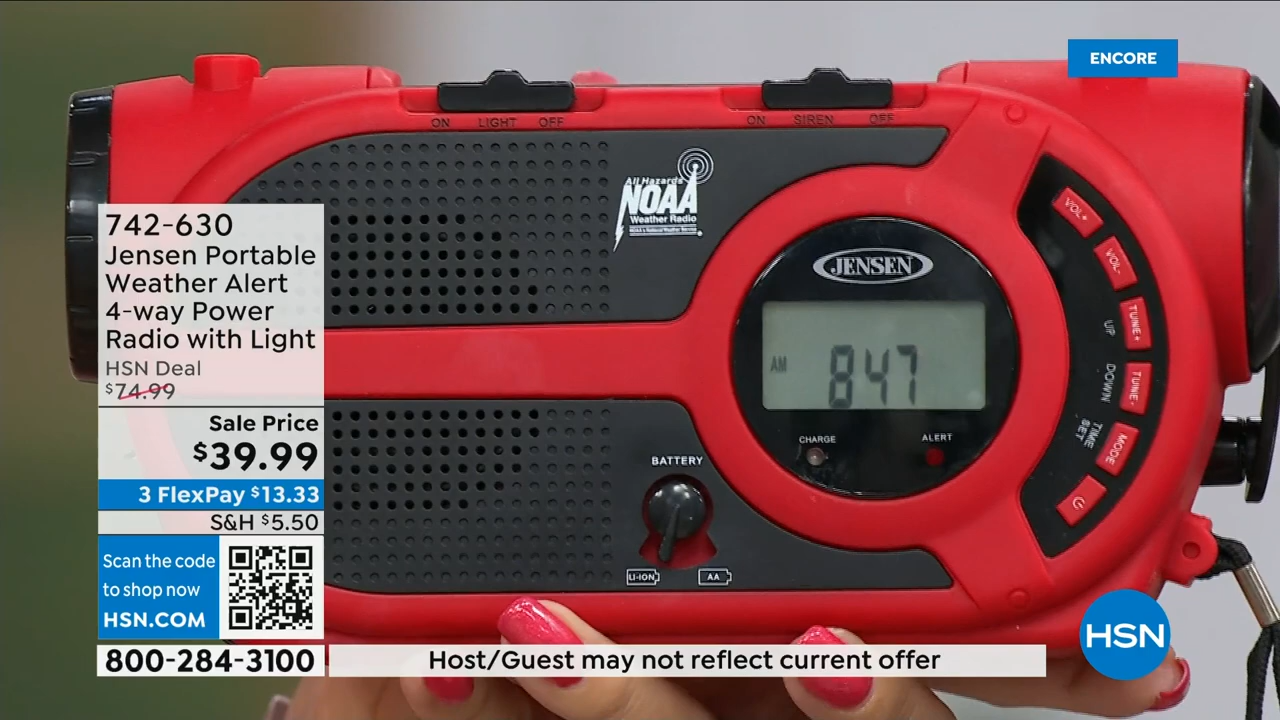 ENCORE
ON LIGHT OFF
ON SIREN OFF
All Hazards
NOAA
Weather Radio
VOL+
VOL-
TUNE+
UP
TUNE-
DOWN
MODE
TIME SET
JENSEN
AM 847
CHARGE
ALERT
BATTERY
LI-ION
AA
742-630
Jensen Portable
Weather Alert
4-way Power
Radio with Light
HSN Deal
$74.99
Sale Price
$39.99
3 FlexPay $13.33
S&H $5.50
Scan the code
to shop now
HSN.COM
800-284-3100
Host/Guest may not reflect current offer
HSN